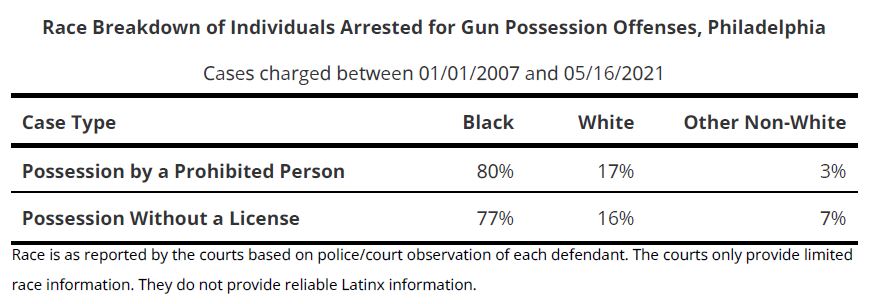 Race Breakdown of Individuals Arrested for Gun Possession Offenses, Philadelphia
Cases charged between 01/01/2007 and 05/16/2021
Case Type Black White Other Non-White
Possession by a Prohibited Person 80% 17% 3%
Possession Without a License 77% 16% 7%
Race is as reported by the courts based on police/court observation of each defendant. The courts only provide limited
race information. They do not provide reliable Latinx information.